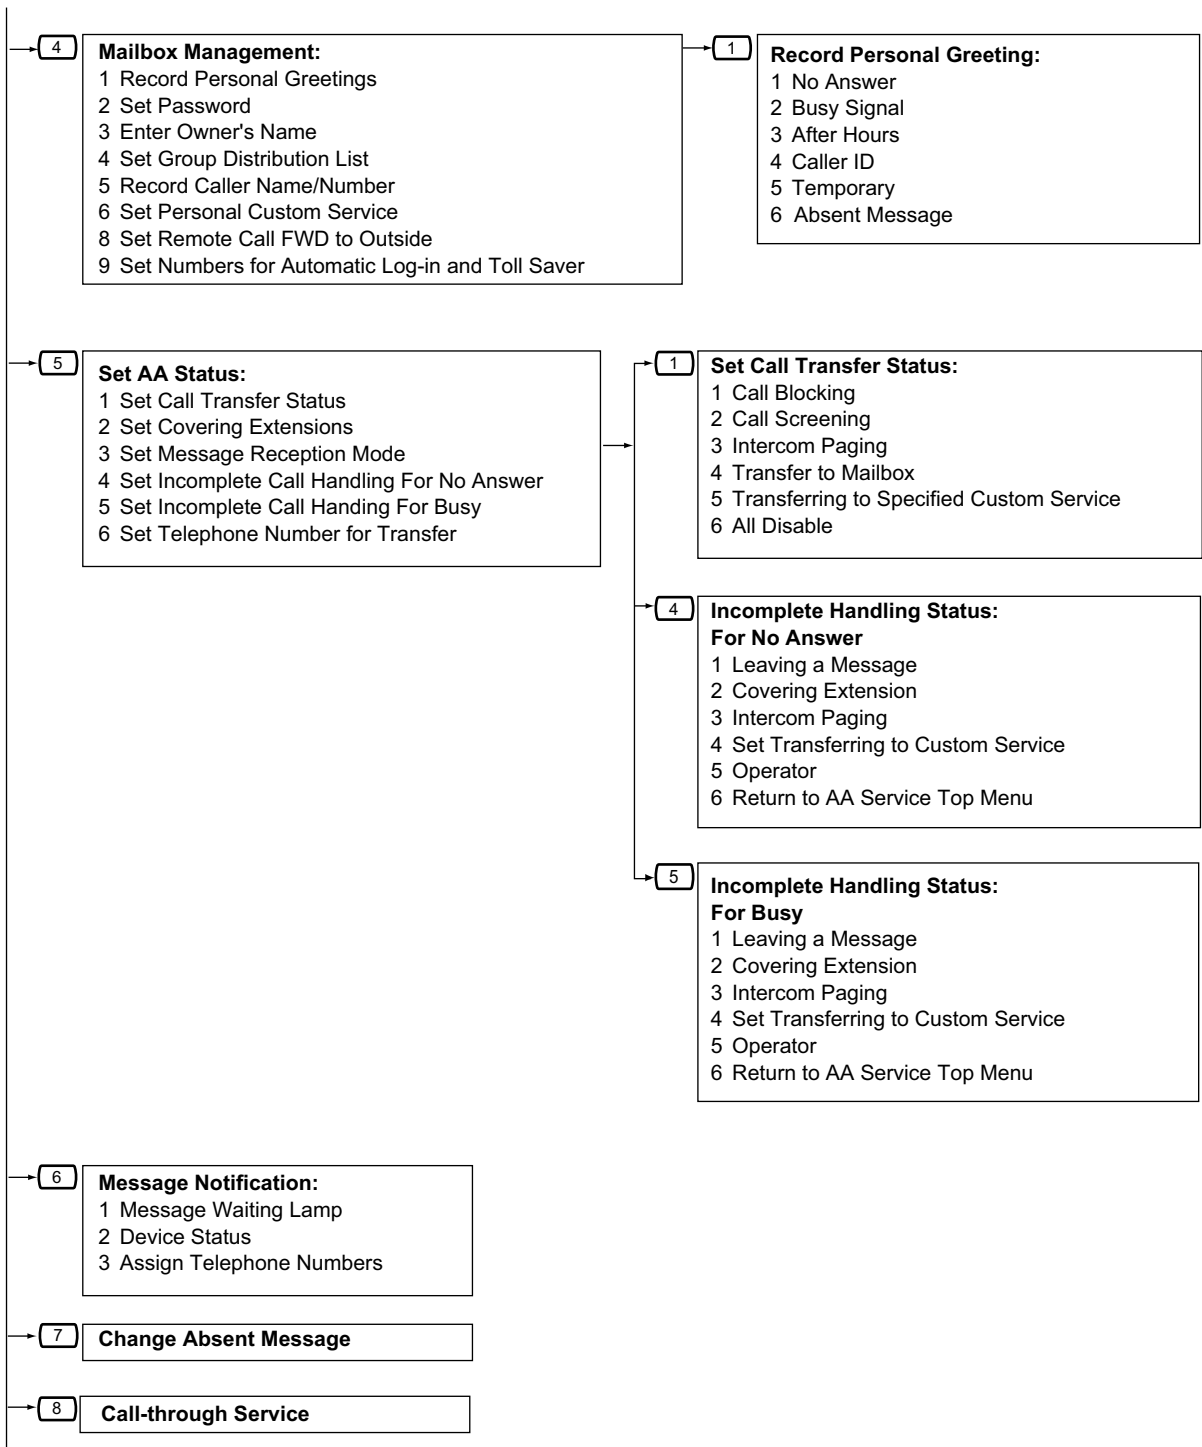 4
Mailbox Management:
1 Record Personal Greetings
2 Set Password
3 Enter Owner's Name
4 Set Group Distribution List
5 Record Caller Name/Number
6 Set Personal Custom Service
8 Set Remote Call FWD to Outside
9 Set Numbers for Automatic Log-in and Toll Saver
1
Record Personal Greeting:
1 No Answer
2 Busy Signal
3 After Hours
4 Caller ID
5 Temporary
6 Absent Message
5
Set AA Status:
1 Set Call Transfer Status
2 Set Covering Extensions
3 Set Message Reception Mode
4 Set Incomplete Call Handling For No Answer
5 Set Incomplete Call Handing For Busy
6 Set Telephone Number for Transfer
1
Set Call Transfer Status:
1 Call Blocking
2 Call Screening
3 Intercom Paging
4 Transfer to Mailbox
5 Transferring to Specified Custom Service
6 All Disable
4
Incomplete Handling Status:
For No Answer
1 Leaving a Message
2 Covering Extension
3 Intercom Paging
4 Set Transferring to Custom Service
5 Operator
6 Return to AA Service Top Menu
5
Incomplete Handling Status:
For Busy
1 Leaving a Message
2 Covering Extension
3 Intercom Paging
4 Set Transferring to Custom Service
5 Operator
6 Return to AA Service Top Menu
6
Message Notification:
1 Message Waiting Lamp
2 Device Status
3 Assign Telephone Numbers
7
Change Absent Message
8
Call-through Service